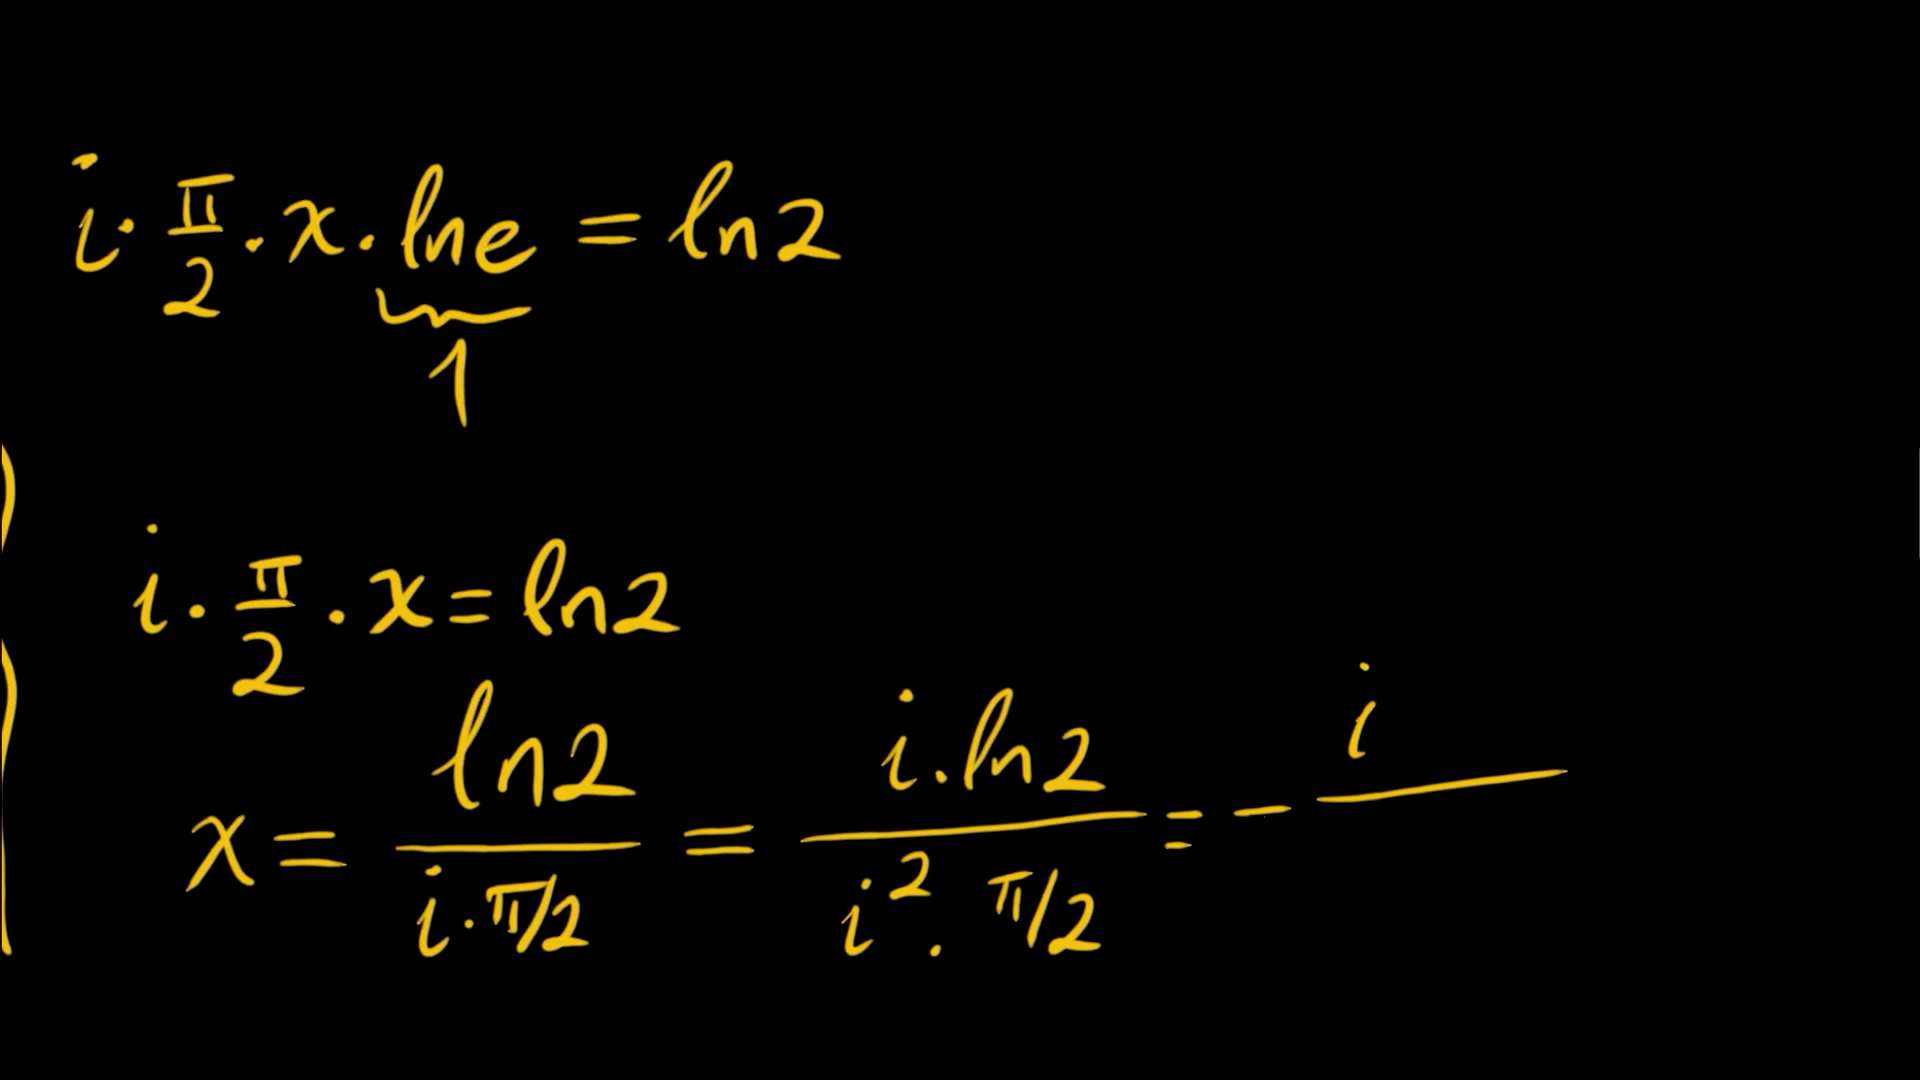 i · π/2 · x · ln e = ln 2
1
i · π/2 · x = ln 2
x = ln 2 / (i · π/2) = i · ln 2 / (i² · π/2) = - i /